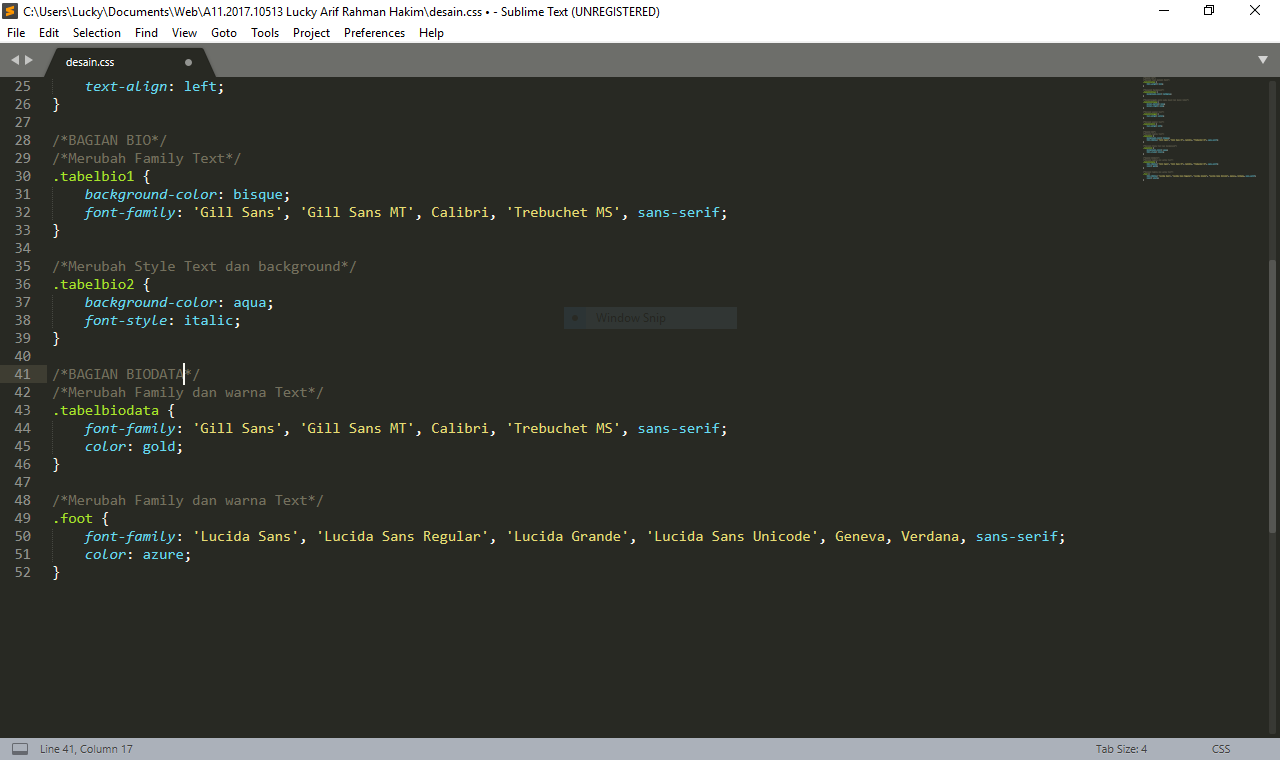 C:\Users\Lucky\Documents\Web\A11.2017.10513 Lucky Arif Rahman Hakim\desain.css • - Sublime Text (UNREGISTERED)
File Edit Selection Find View Goto Tools Project Preferences Help
desain.css
25 text-align: left;
26 }
27
28 /*BAGIAN BIO*/
29 /*Merubah Family Text*/
30 .tabelbio1 {
31 background-color: bisque;
32 font-family: 'Gill Sans', 'Gill Sans MT', Calibri, 'Trebuchet MS', sans-serif;
33 }
34
35 /*Merubah Style Text dan background*/
36 .tabelbio2 {
37 background-color: aqua;
38 font-style: italic;
Window Snip
39 }
40
41 /*BAGIAN BIODATA*/
42 /*Merubah Family dan warna Text*/
43 .tabelbiodata {
44 font-family: 'Gill Sans', 'Gill Sans MT', Calibri, 'Trebuchet MS', sans-serif;
45 color: gold;
46 }
47
48 /*Merubah Family dan warna Text*/
49 .foot {
50 font-family: 'Lucida Sans', 'Lucida Sans Regular', 'Lucida Grande', 'Lucida Sans Unicode', Geneva, Verdana, sans-serif;
51 color: azure;
52 }
Line 41, Column 17 Tab Size: 4 CSS